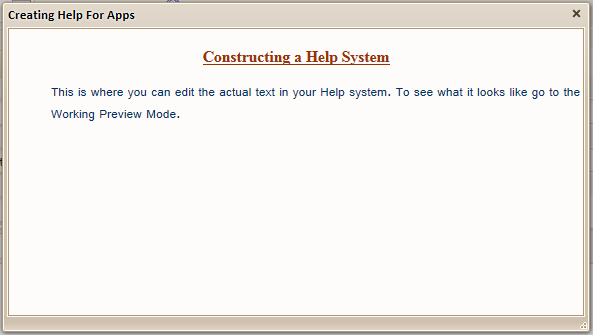 Creating Help For Apps
Constructing a Help System
This is where you can edit the actual text in your Help system. To see what it looks like go to the
Working Preview Mode.